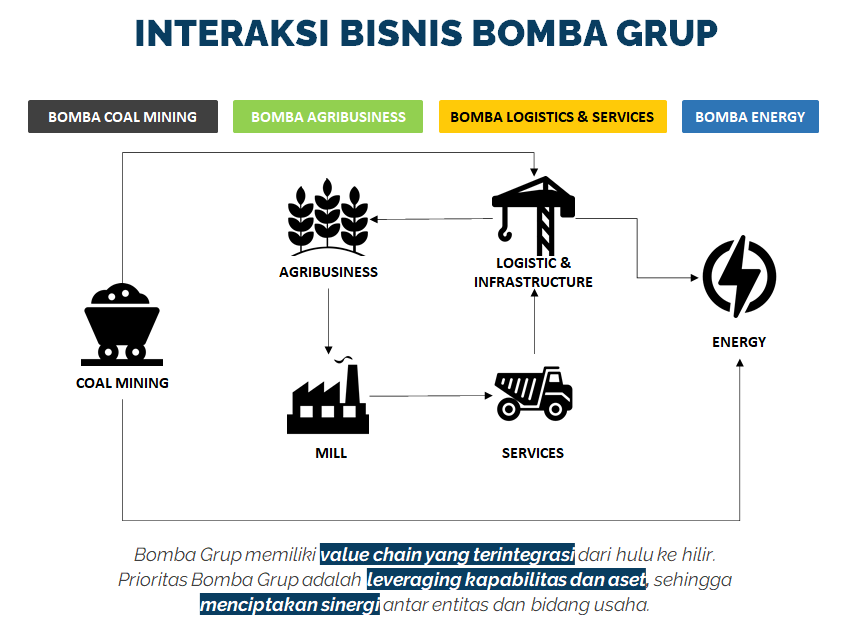 INTERAKSI BISNIS BOMBA GRUP
BOMBA COAL MINING
BOMBA AGRIBUSINESS
BOMBA LOGISTICS & SERVICES
BOMBA ENERGY
AGRIBUSINESS
LOGISTIC &
INFRASTRUCTURE
ENERGY
COAL MINING
MILL
SERVICES
Bomba Grup memiliki value chain yang terintegrasi dari hulu ke hilir.
Prioritas Bomba Grup adalah leveraging kapabilitas dan aset, sehingga
menciptakan sinergi antar entitas dan bidang usaha.